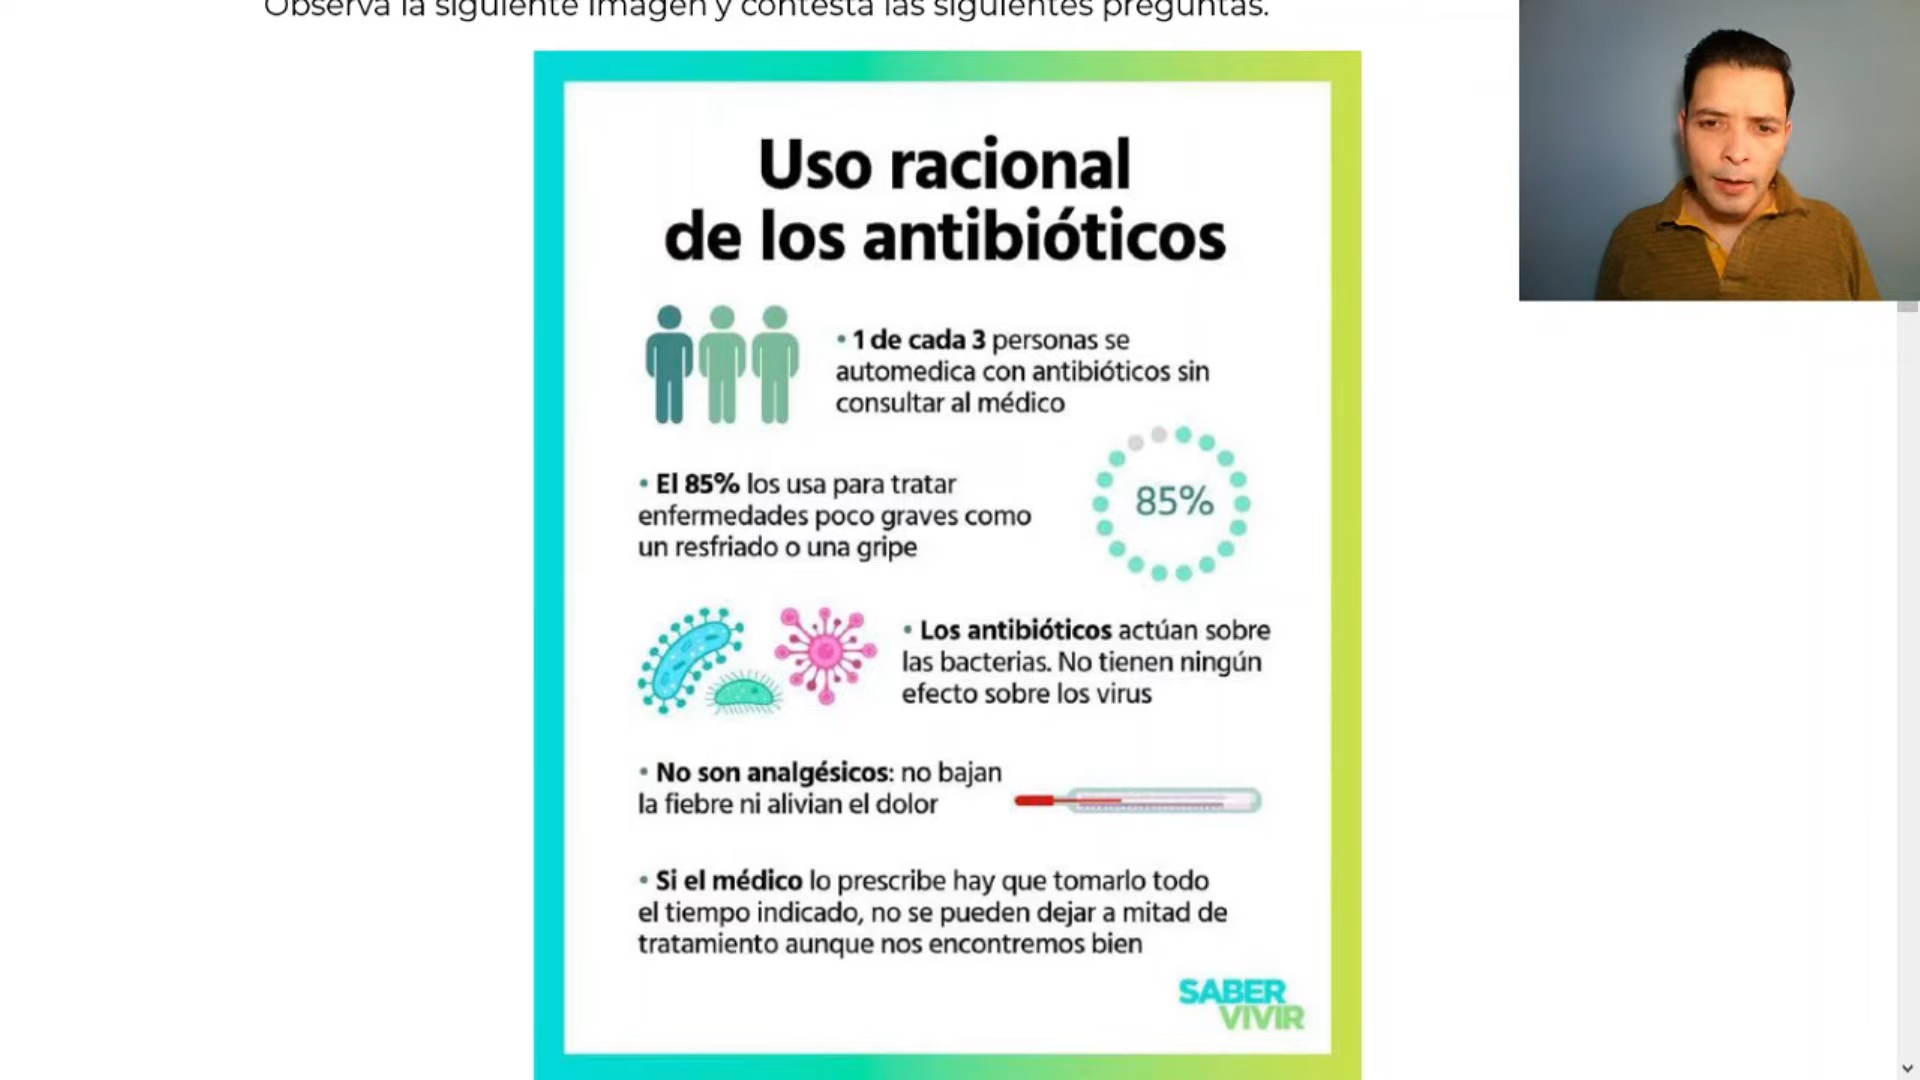 Observa la siguiente imagen y contesta las siguientes preguntas.
Uso racional
de los antibióticos
• 1 de cada 3 personas se
automedica con antibióticos sin
consultar al médico
• El 85% los usa para tratar
enfermedades poco graves como
un resfriado o una gripe
85%
• Los antibióticos actúan sobre
las bacterias. No tienen ningún
efecto sobre los virus
• No son analgésicos: no bajan
la fiebre ni alivian el dolor
• Si el médico lo prescribe hay que tomarlo todo
el tiempo indicado, no se pueden dejar a mitad de
tratamiento aunque nos encontremos bien
SABER
VIVIR